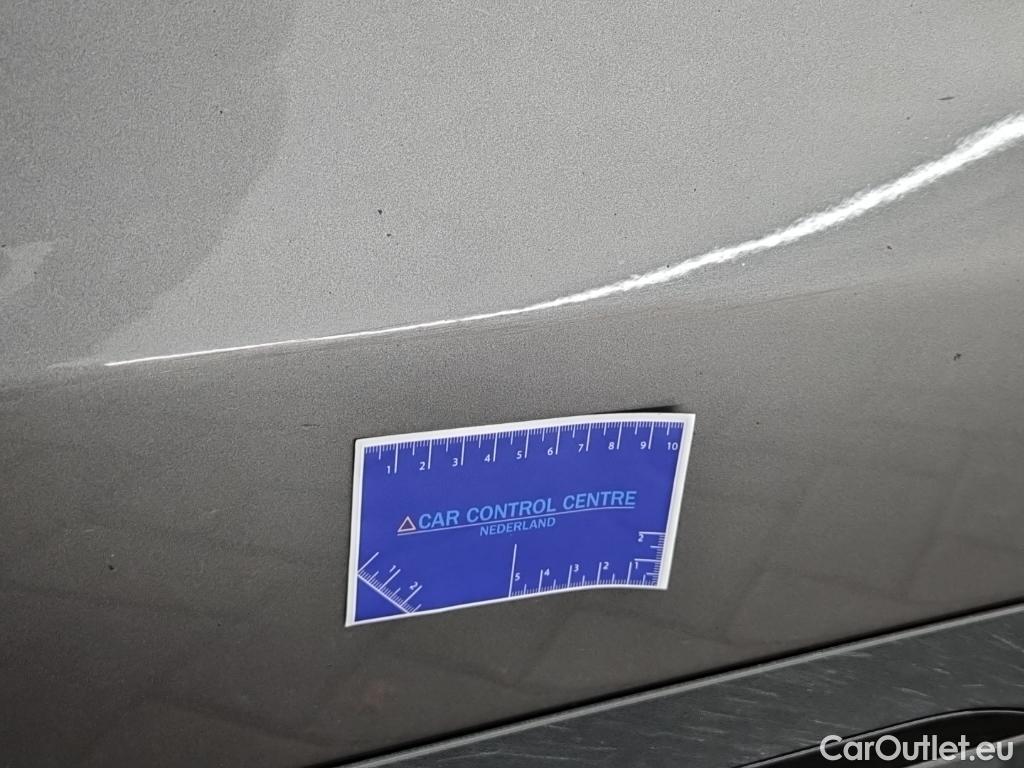 1 2 3 4 5 6 7 8 9 10
CAR CONTROL CENTRE
NEDERLAND
2
1 2
5 4 3 2 1
CarOutlet.eu